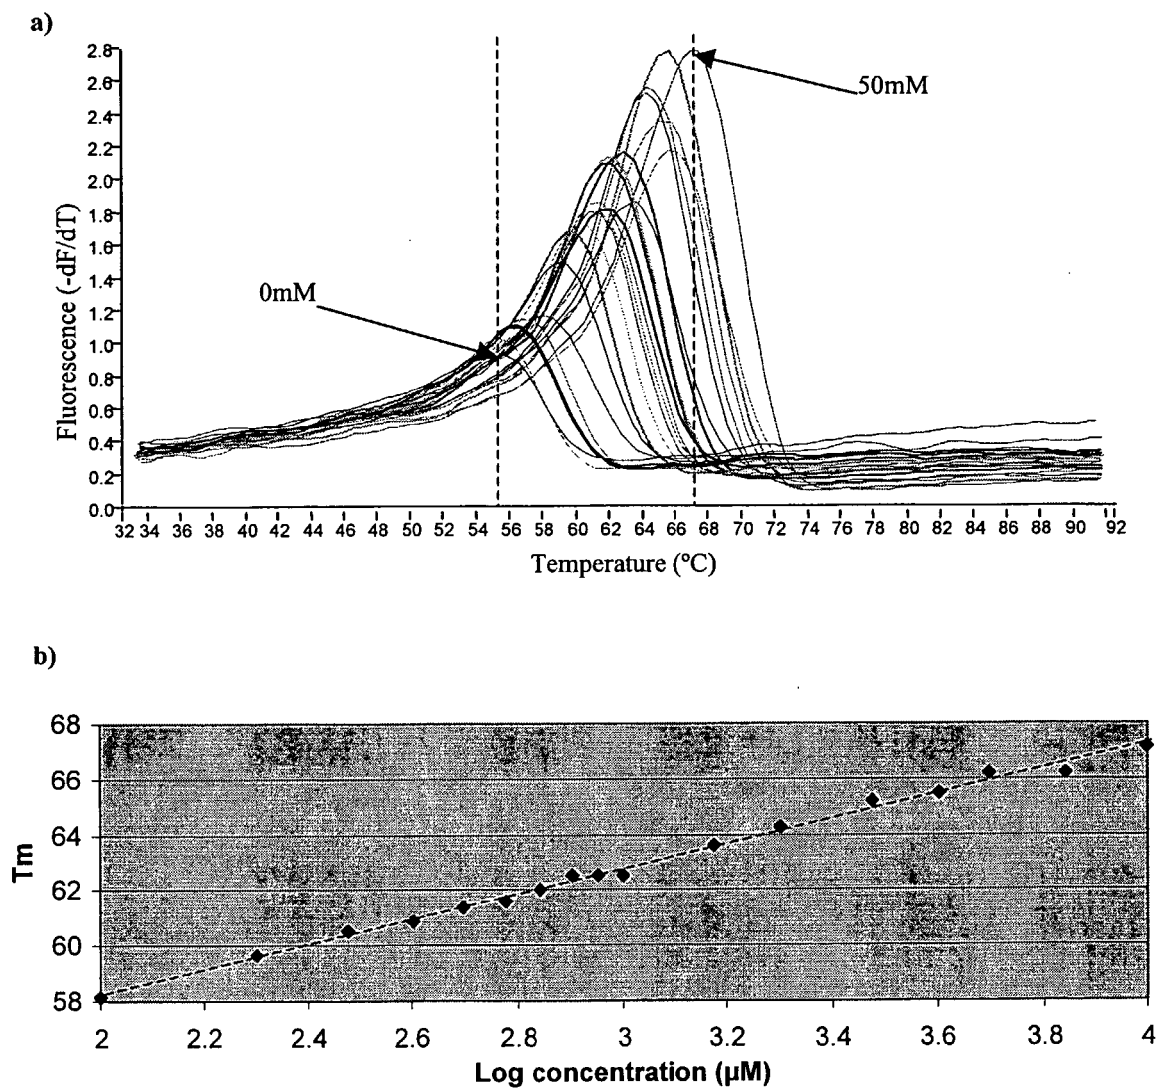 a)
2.8
2.6
2.4
2.2
2.0
1.8
1.6
1.4
1.2
1.0
0.8
0.6
0.4
0.2
0.0
Fluorescence (-dF/dT)
50mM
0mM
32 34 36 38 40 42 44 46 48 50 52 54 56 58 60 62 64 66 68 70 72 74 76 78 80 82 84 86 88 90 92
Temperature (ºC)
b)
68
66
64
62
60
58
Tm
2 2.2 2.4 2.6 2.8 3 3.2 3.4 3.6 3.8 4
Log concentration (µM)